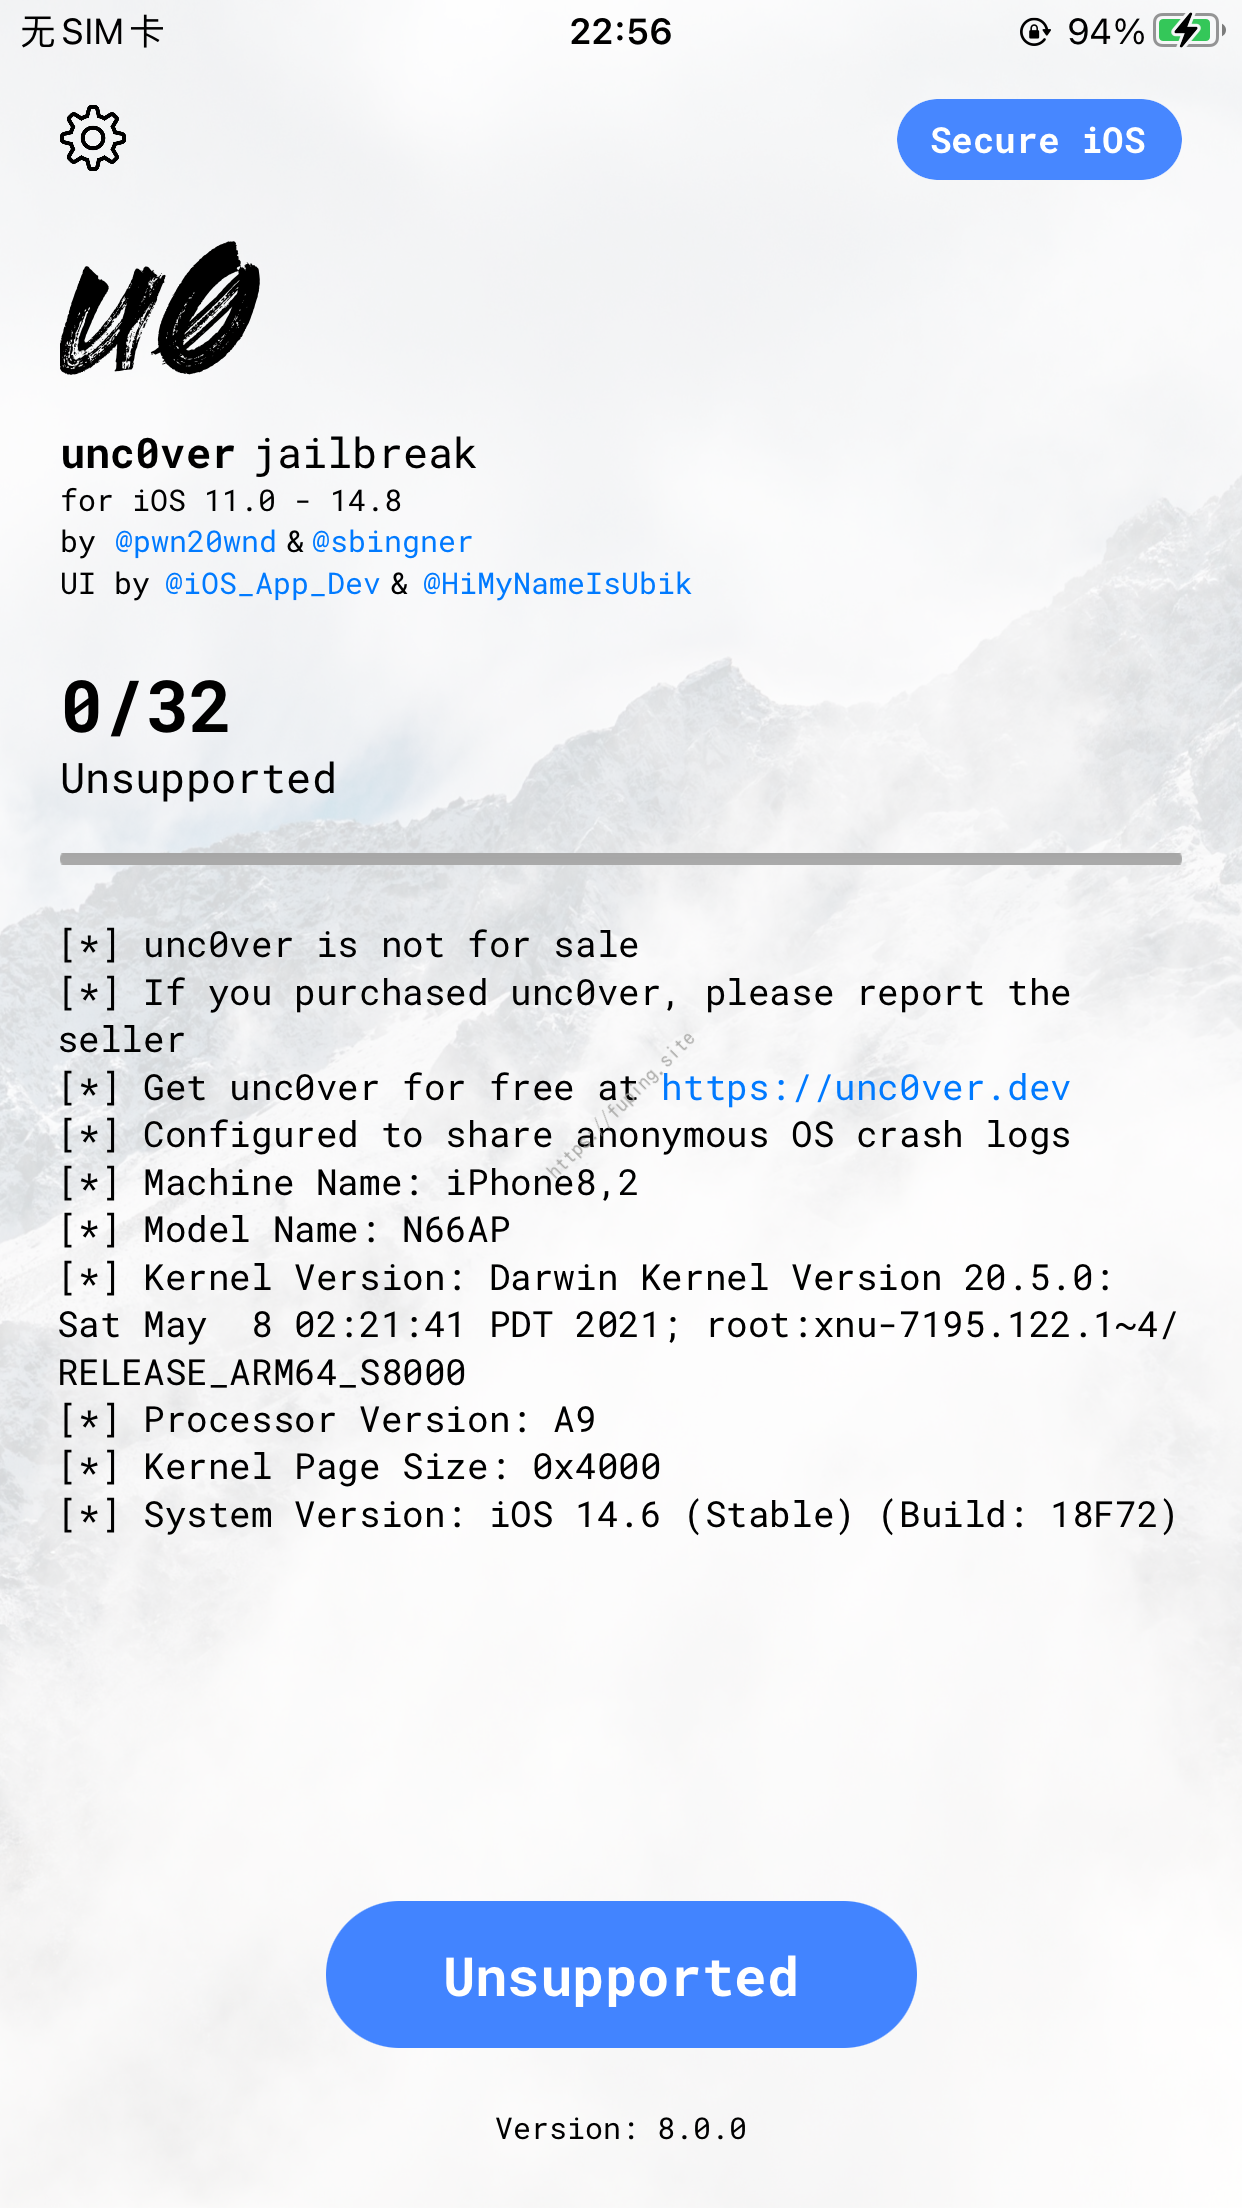 无SIM卡 22:56 94%
Secure iOS
u0
unc0ver jailbreak
for iOS 11.0 - 14.8
by @pwn20wnd & @sbingner
UI by @iOS_App_Dev & @HiMyNameIsUbik
0/32
Unsupported
[*] unc0ver is not for sale
[*] If you purchased unc0ver, please report the
seller
[*] Get unc0ver for free at https://unc0ver.dev
[*] Configured to share anonymous OS crash logs
[*] Machine Name: iPhone8,2
[*] Model Name: N66AP
[*] Kernel Version: Darwin Kernel Version 20.5.0:
Sat May  8 02:21:41 PDT 2021; root:xnu-7195.122.1~4/
RELEASE_ARM64_S8000
[*] Processor Version: A9
[*] Kernel Page Size: 0x4000
[*] System Version: iOS 14.6 (Stable) (Build: 18F72)
https://fuping.site
Unsupported
Version: 8.0.0